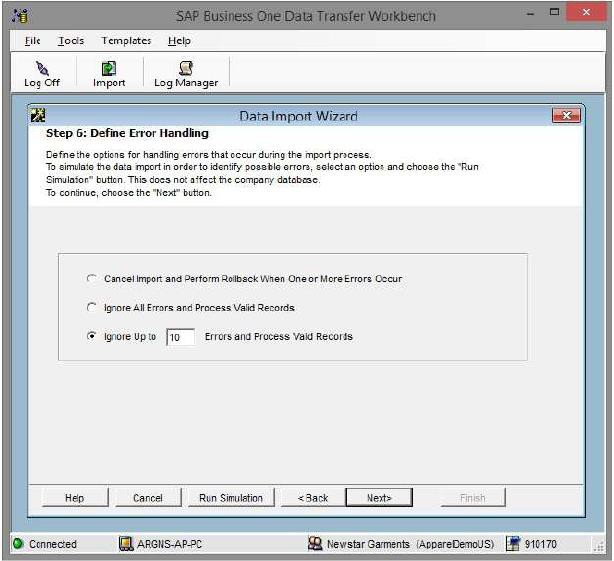 SAP Business One Data Transfer Workbench
File Tools Templates Help
Log Off Import Log Manager
Data Import Wizard
Step 6: Define Error Handling
Define the options for handling errors that occur during the import process.
To simulate the data import in order to identify possible errors, select an option and choose the "Run
Simulation" button. This does not affect the company database.
To continue, choose the "Next" button.
Cancel Import and Perform Rollback When One or More Errors Occur
Ignore All Errors and Process Valid Records
Ignore Up to 10 Errors and Process Valid Records
Help Cancel Run Simulation < Back Next> Finish
Connected ARGNS-AP-PC Newstar Garments (AppareDemoUS) 910170